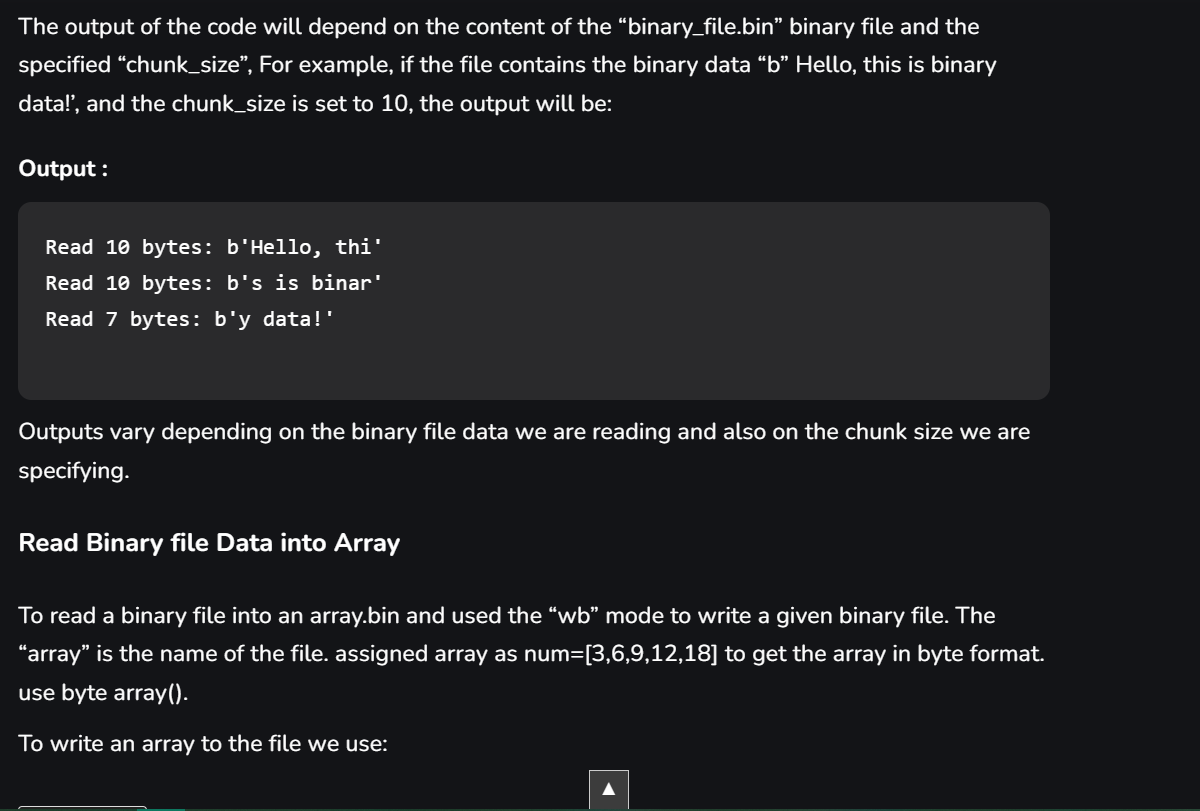 The output of the code will depend on the content of the “binary_file.bin” binary file and the
specified “chunk_size”, For example, if the file contains the binary data “b” Hello, this is binary
data!’, and the chunk_size is set to 10, the output will be:
Output :
Read 10 bytes: b'Hello, thi'
Read 10 bytes: b's is binar'
Read 7 bytes: b'y data!'
Outputs vary depending on the binary file data we are reading and also on the chunk size we are
specifying.
Read Binary file Data into Array
To read a binary file into an array.bin and used the “wb” mode to write a given binary file. The
“array” is the name of the file. assigned array as num=[3,6,9,12,18] to get the array in byte format.
use byte array().
To write an array to the file we use: